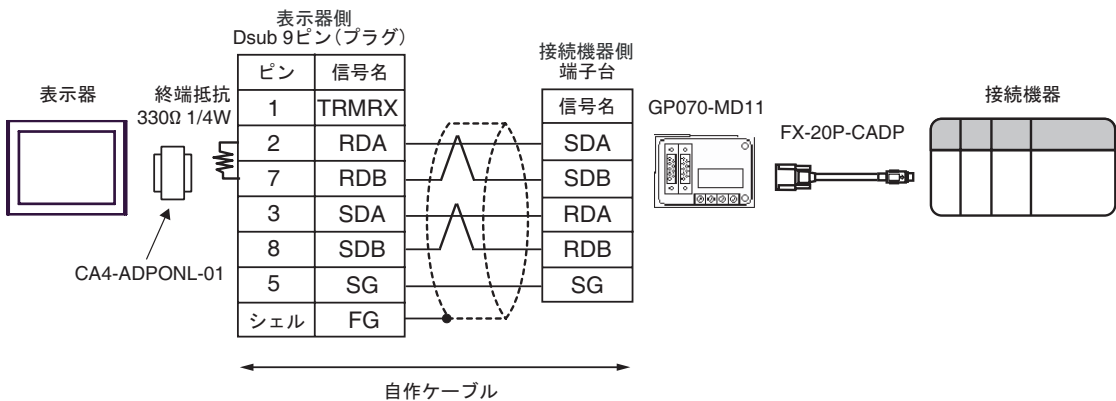 表示器側
Dsub 9ピン(プラグ)
接続機器側
端子台
表示器
終端抵抗
330Ω 1/4W
CA4-ADPONL-01
ピン 信号名
1 TRMRX
2 RDA
7 RDB
3 SDA
8 SDB
5 SG
シェル FG
信号名
SDA
SDB
RDA
RDB
SG
GP070-MD11
FX-20P-CADP
接続機器
自作ケーブル